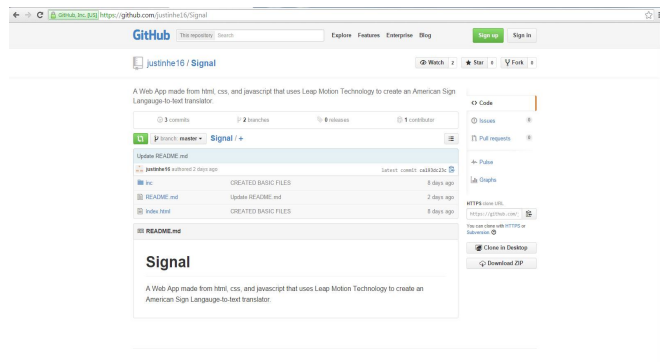 GitHub, Inc. [US] https://github.com/justinhe16/Signal
GitHub This repository Search Explore Features Enterprise Blog Sign up Sign in
justinhe16 / Signal Watch 2 Star 0 Fork 0
A Web App made from html, css, and javascript that uses Leap Motion Technology to create an American Sign
Langauge-to-text translator.
3 commits 2 branches 0 releases 1 contributor
branch: master Signal / +
Update README.md
justinhe16 authored 2 days ago latest commit
inc CREATED BASIC FILES 8 days ago
README.md Update README.md 2 days ago
index.html CREATED BASIC FILES 8 days ago
README.md
Signal
A Web App made from html, css, and javascript that uses Leap Motion Technology to create an
American Sign Langauge-to-text translator.
Code
Issues 0
Pull requests 0
Pulse
Graphs
HTTPS clone URL
https://github.com/
You can clone with HTTPS or
Subversion.
Clone in Desktop
Download ZIP